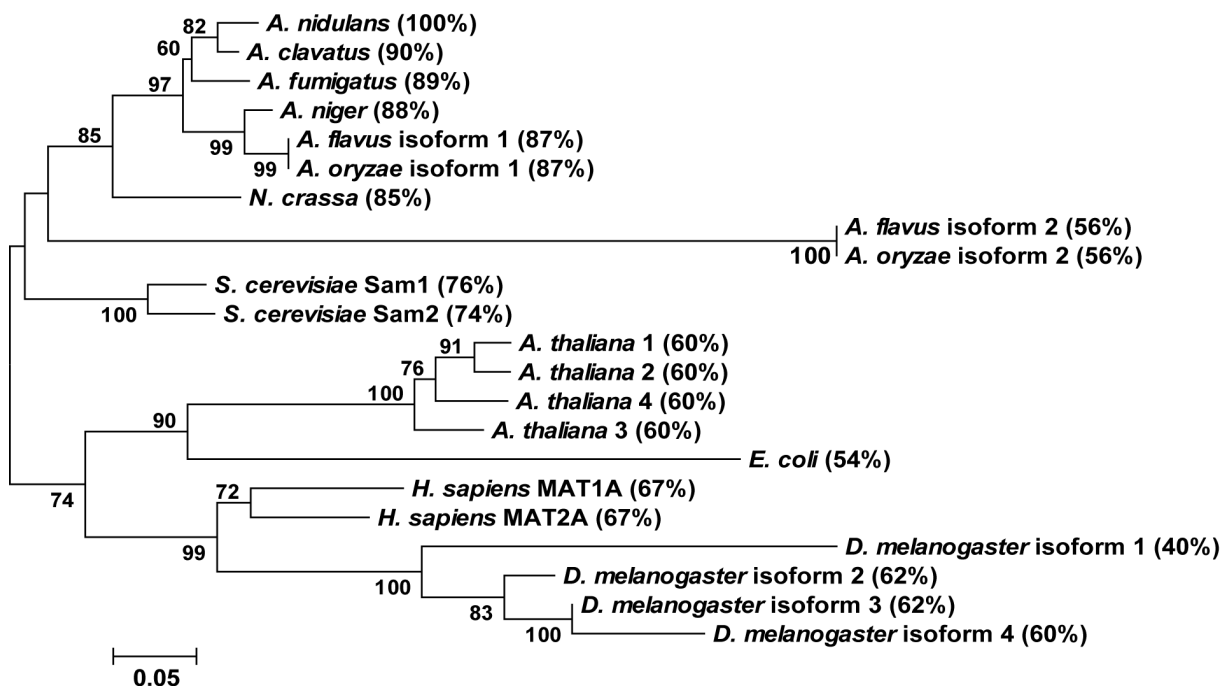 82
A. nidulans (100%)
60
A. clavatus (90%)
A. fumigatus (89%)
97
A. niger (88%)
85
99
A. flavus isoform 1 (87%)
99
A. oryzae isoform 1 (87%)
N. crassa (85%)
A. flavus isoform 2 (56%)
100
A. oryzae isoform 2 (56%)
S. cerevisiae Sam1 (76%)
100
S. cerevisiae Sam2 (74%)
91
A. thaliana 1 (60%)
76
A. thaliana 2 (60%)
100
A. thaliana 4 (60%)
90
A. thaliana 3 (60%)
E. coli (54%)
74
72
H. sapiens MAT1A (67%)
H. sapiens MAT2A (67%)
99
D. melanogaster isoform 1 (40%)
100
D. melanogaster isoform 2 (62%)
83
D. melanogaster isoform 3 (62%)
100
D. melanogaster isoform 4 (60%)
0.05